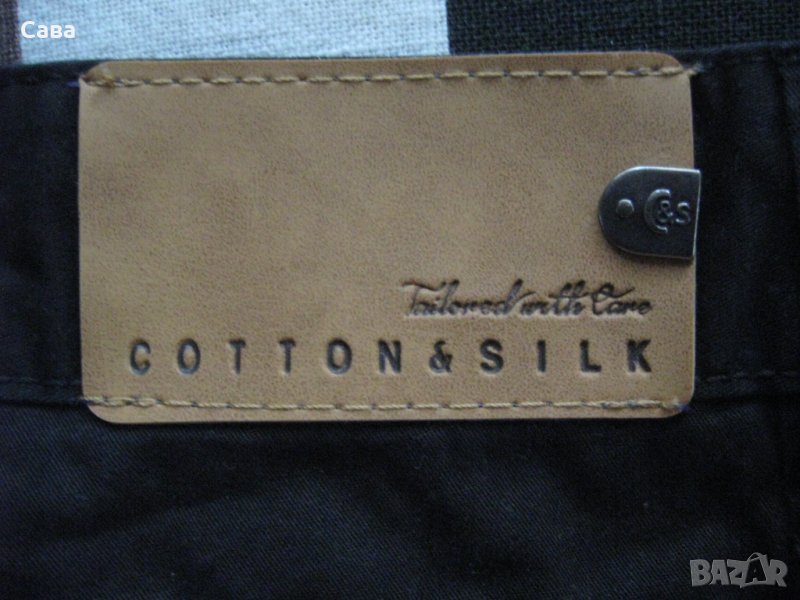 Сава
C&S
Tailored with Care
COTTON&SILK
BAZAR